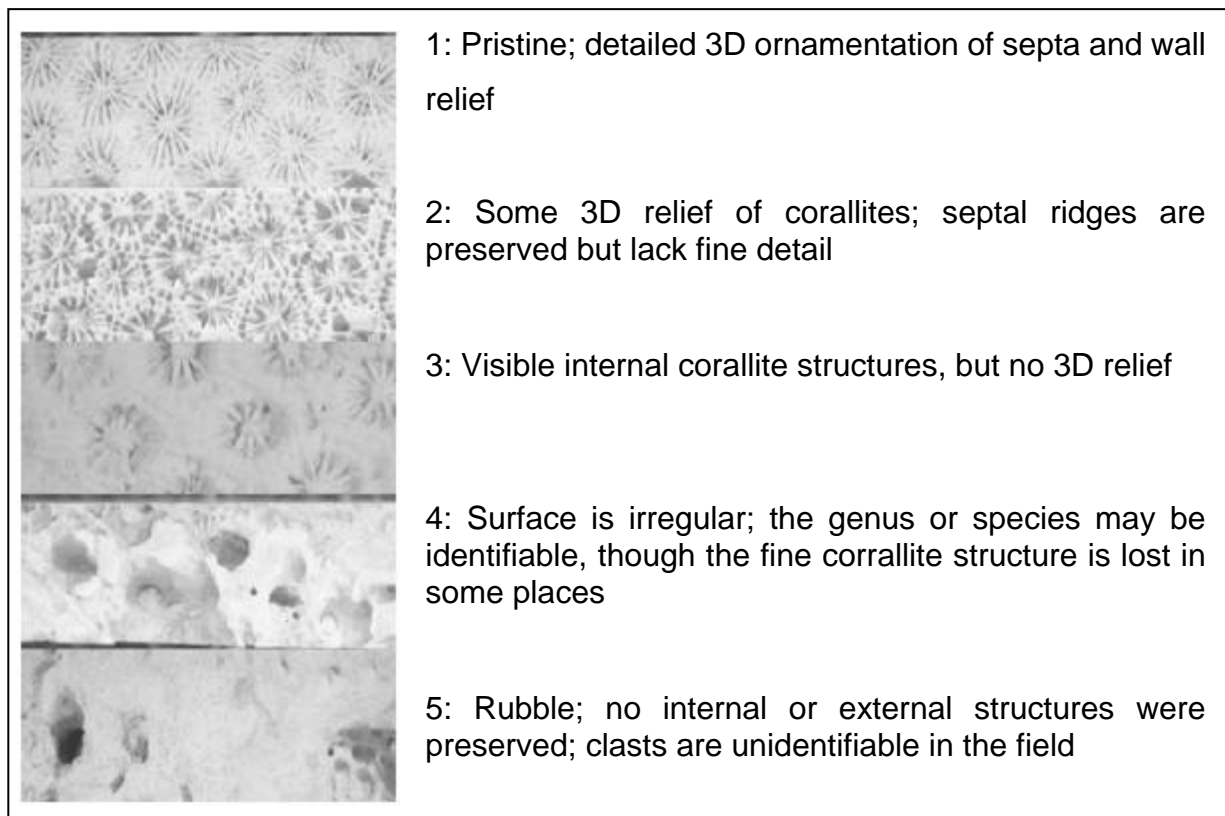 1: Pristine; detailed 3D ornamentation of septa and wall
relief
2: Some 3D relief of corallites; septal ridges are
preserved but lack fine detail
3: Visible internal corallite structures, but no 3D relief
4: Surface is irregular; the genus or species may be
identifiable, though the fine corrallite structure is lost in
some places
5: Rubble; no internal or external structures were
preserved; clasts are unidentifiable in the field